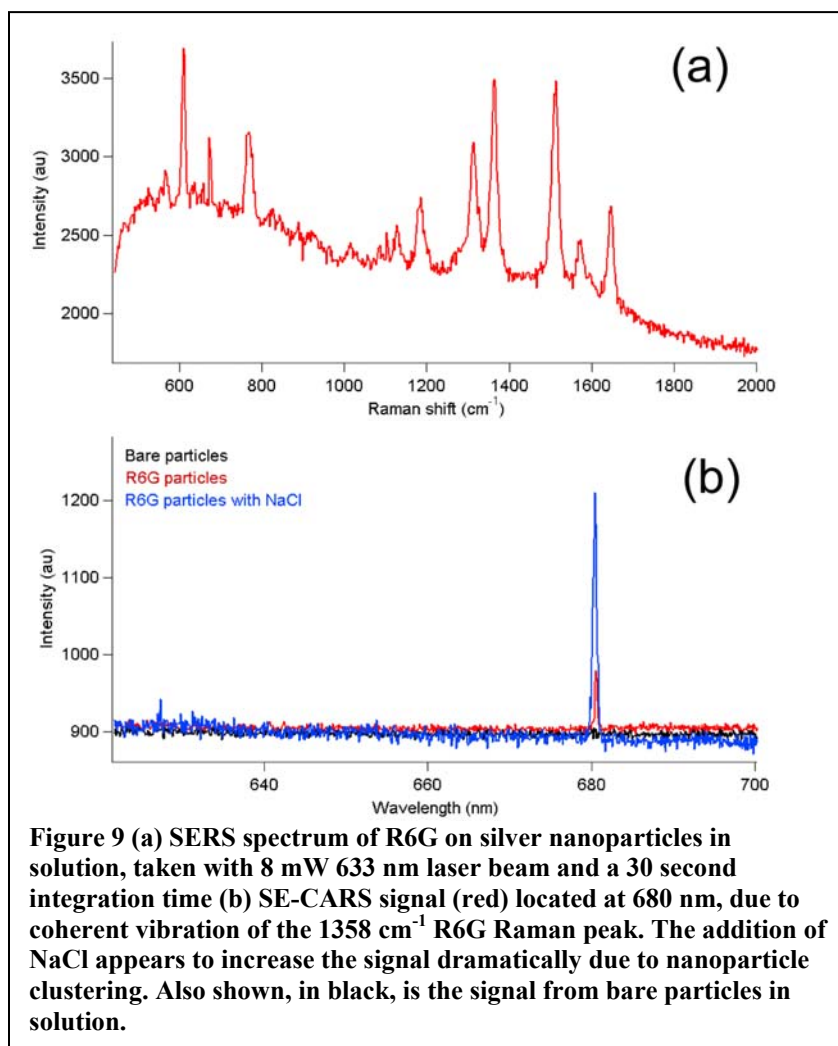 (a)
3500
3000
2500
2000
Intensity (au)
600
800
1000
1200
1400
1600
1800
2000
Raman shift (cm-1)
Bare particles
R6G particles
R6G particles with NaCl
(b)
1200
1100
1000
900
Intensity (au)
640
660
680
700
Wavelength (nm)
Figure 9 (a) SERS spectrum of R6G on silver nanoparticles in
solution, taken with 8 mW 633 nm laser beam and a 30 second
integration time (b) SE-CARS signal (red) located at 680 nm, due to
coherent vibration of the 1358 cm-1 R6G Raman peak. The addition of
NaCl appears to increase the signal dramatically due to nanoparticle
clustering. Also shown, in black, is the signal from bare particles in
solution.